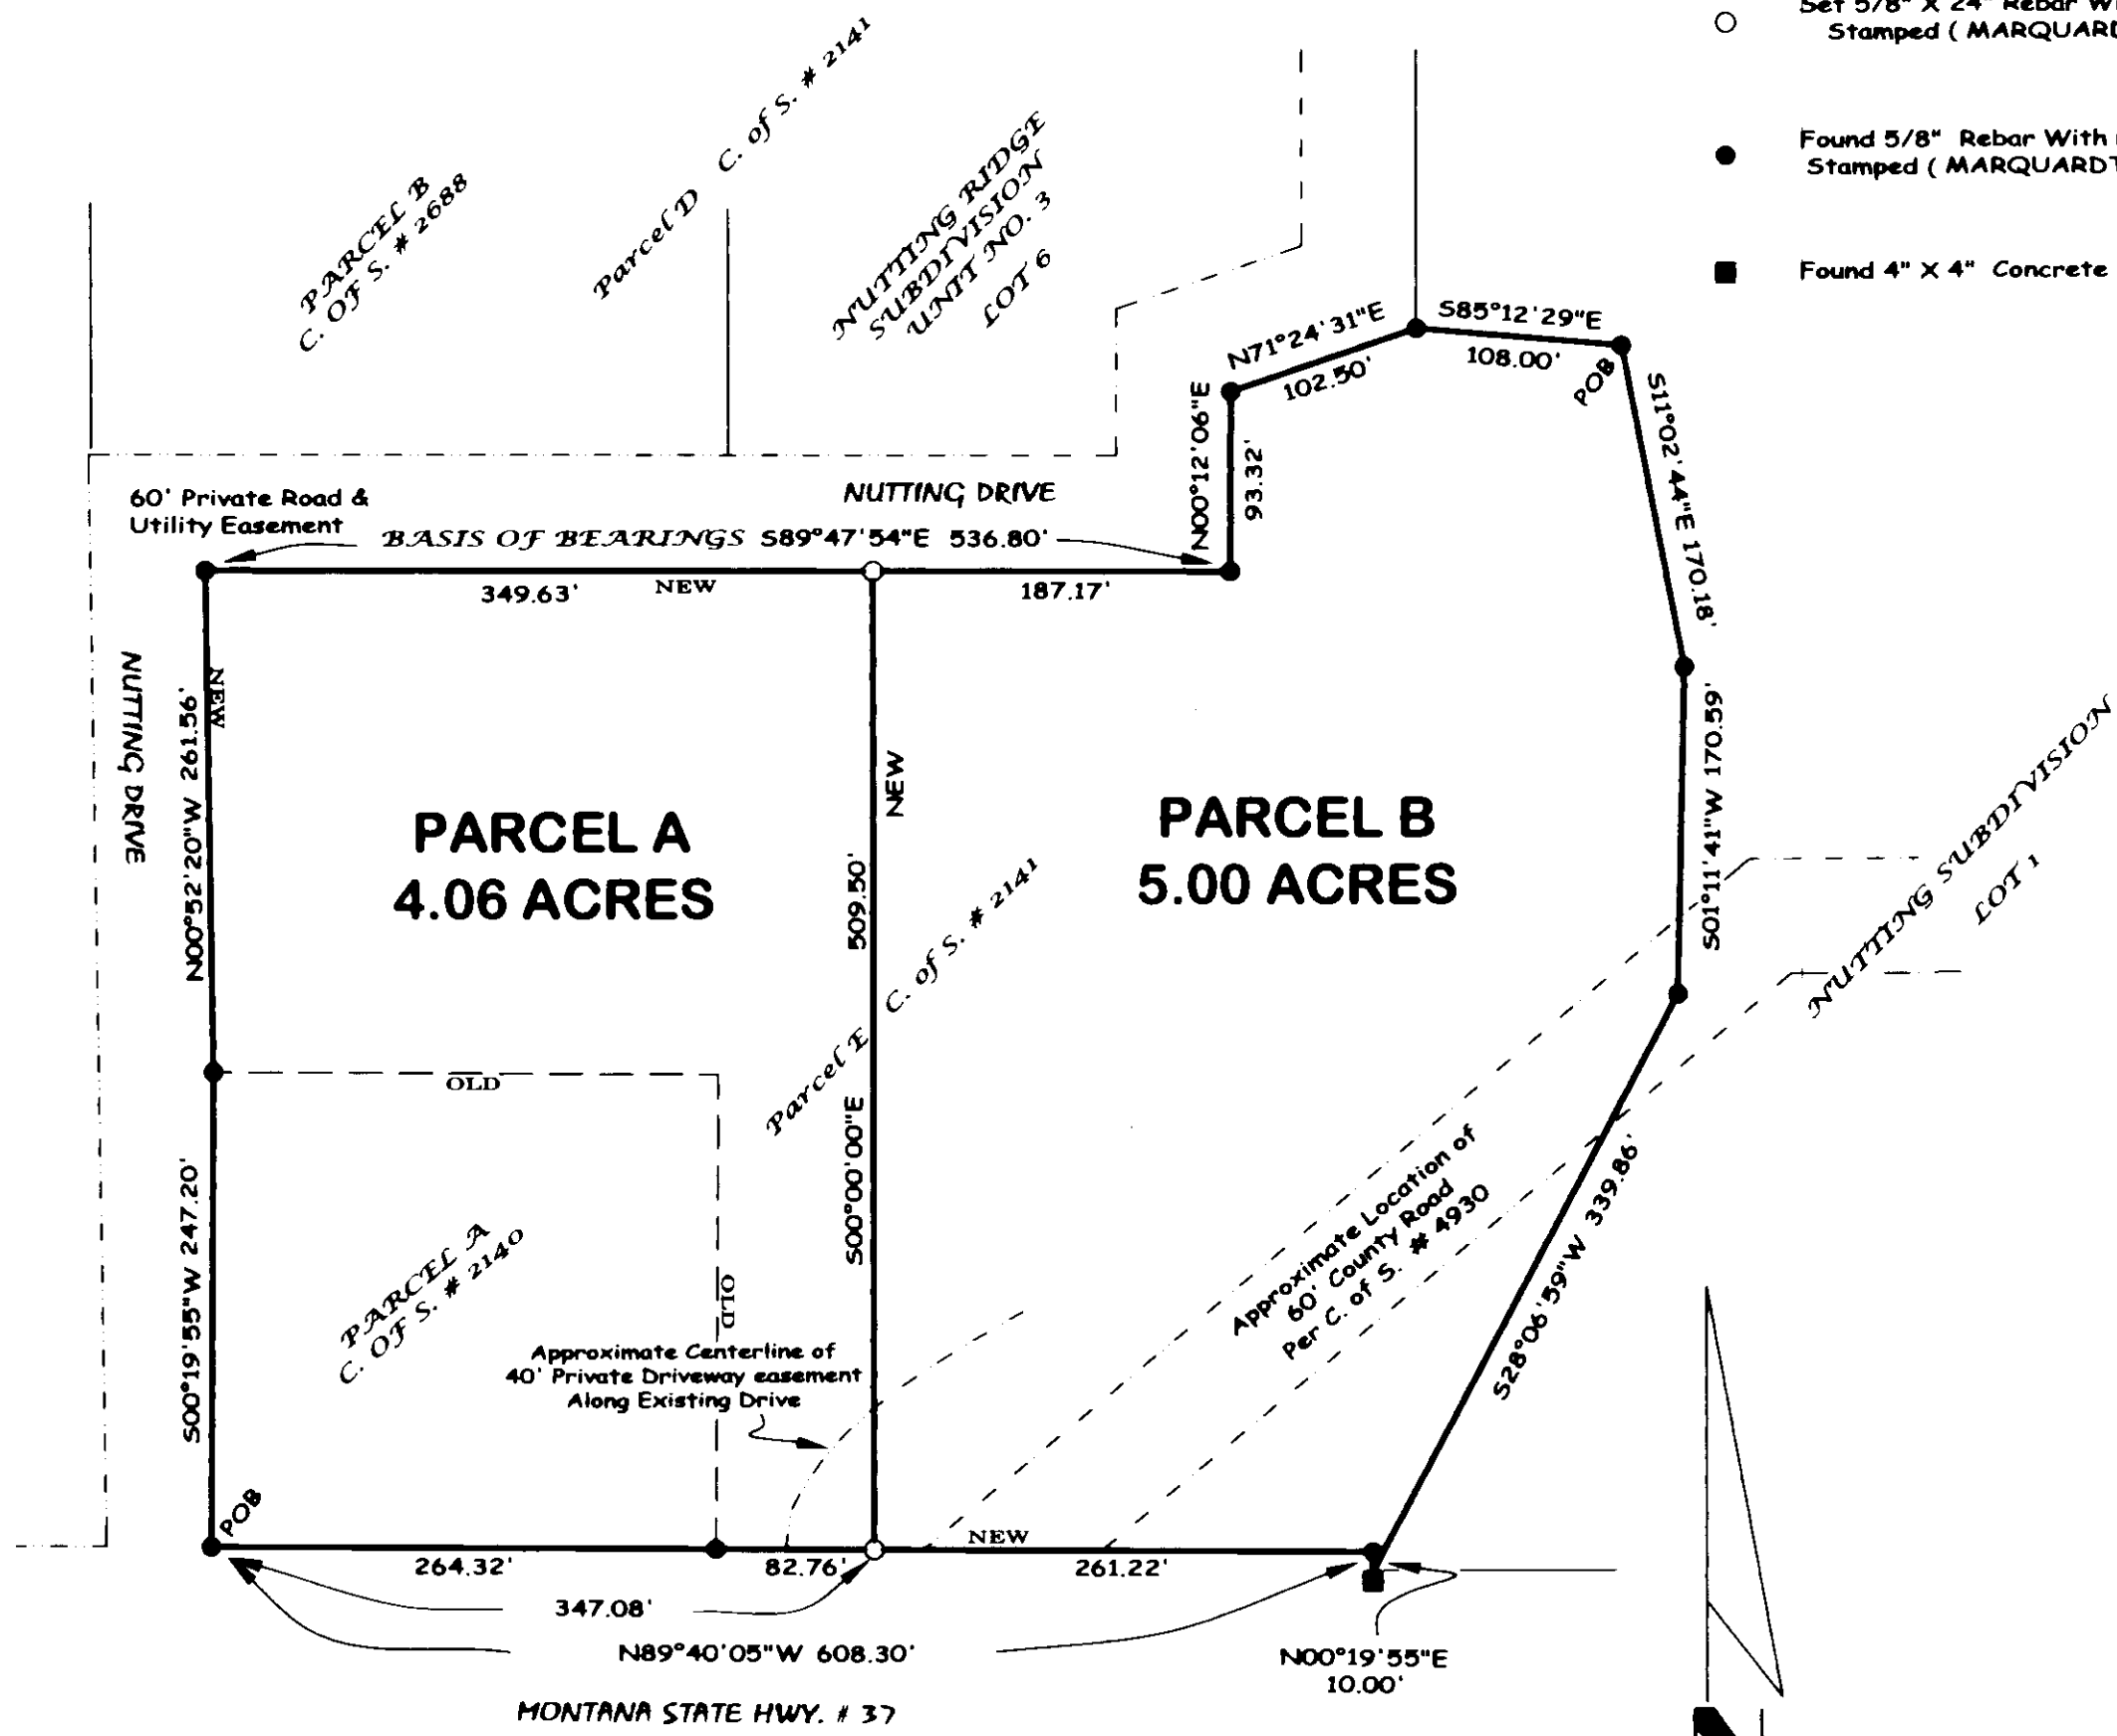 Set 5/8" X 24" Rebar
Stamped ( MARQUARD
Found 5/8" Rebar With
Stamped ( MARQUARDT
Found 4" X 4" Concrete
PARCEL B
C. OF S. # 2688
Parcel D C. of S. # 2141
NUTTING RIDGE
SUBDIVISION
UNIT NO. 3
LOT 6
N71°24'31"E
102.50'
S85°12'29"E
108.00'
POB
N00°12'06"E
93.32'
S11°02'44"E 170.18'
60' Private Road &
Utility Easement
NUTTING DRIVE
BASIS OF BEARINGS S89°47'54"E 536.80'
349.63'
NEW
187.17'
NUTTING DRIVE
N00°52'20"W 261.56'
NEW
NEW
PARCEL A
4.06 ACRES
PARCEL B
5.00 ACRES
S01°11'41"W 170.59'
NUTTING SUBDIVISION
LOT 1
509.50'
S00°00'00"E
Parcel E C. of S. # 2141
OLD
OLD
S00°19'55"W 247.20'
PARCEL A
C. OF S. # 2140
Approximate Centerline of
40' Private Driveway easement
Along Existing Drive
Approximate Location of
60' County Road
Per C. of S. # 4930
S28°06'59"W 339.86'
POB
264.32'
82.76'
NEW
261.22'
347.08'
N89°40'05"W 608.30'
N00°19'55"E
10.00'
MONTANA STATE HWY. # 37